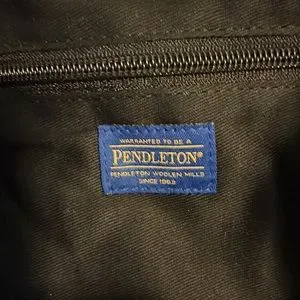 WARRANTED TO BE A
PENDLETON®
PENDLETON WOOLEN MILLS
SINCE 1863